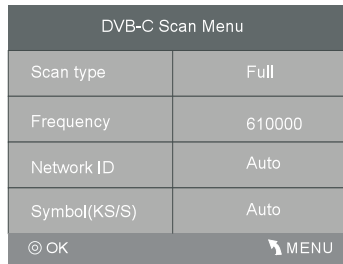 DVB-C Scan Menu
Scan type Full
Frequency 610000
Network ID Auto
Symbol(KS/S) Auto
OK MENU